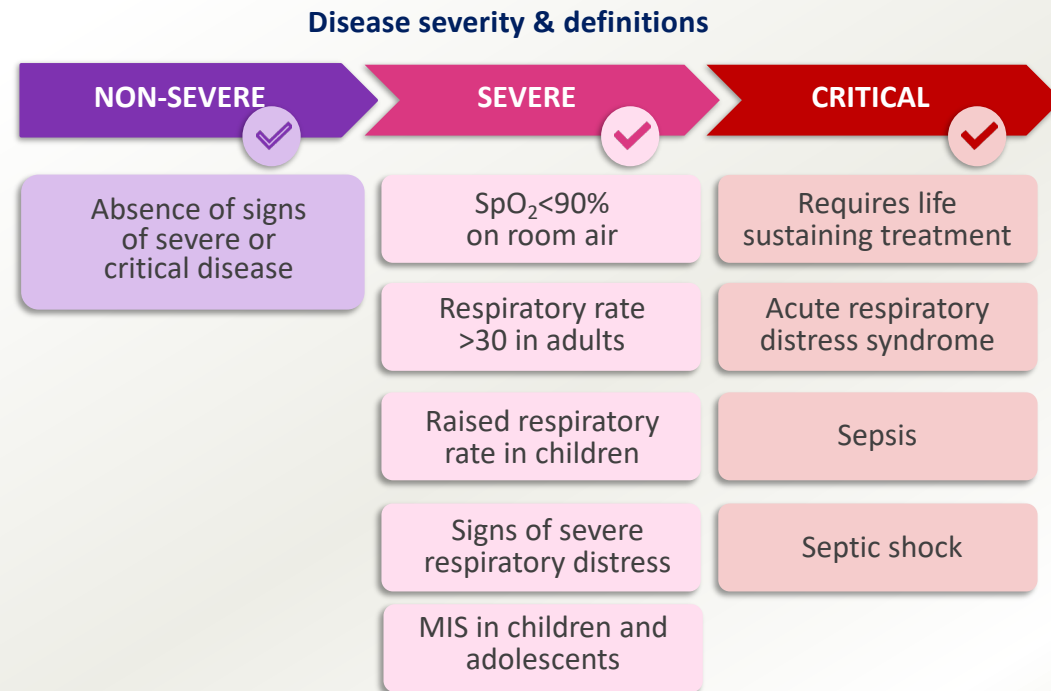 Disease severity & definitions
NON-SEVERE
SEVERE
CRITICAL
Absence of signs
of severe or
critical disease
SpO₂<90%
on room air
Respiratory rate
>30 in adults
Raised respiratory
rate in children
Signs of severe
respiratory distress
MIS in children and
adolescents
Requires life
sustaining treatment
Acute respiratory
distress syndrome
Sepsis
Septic shock